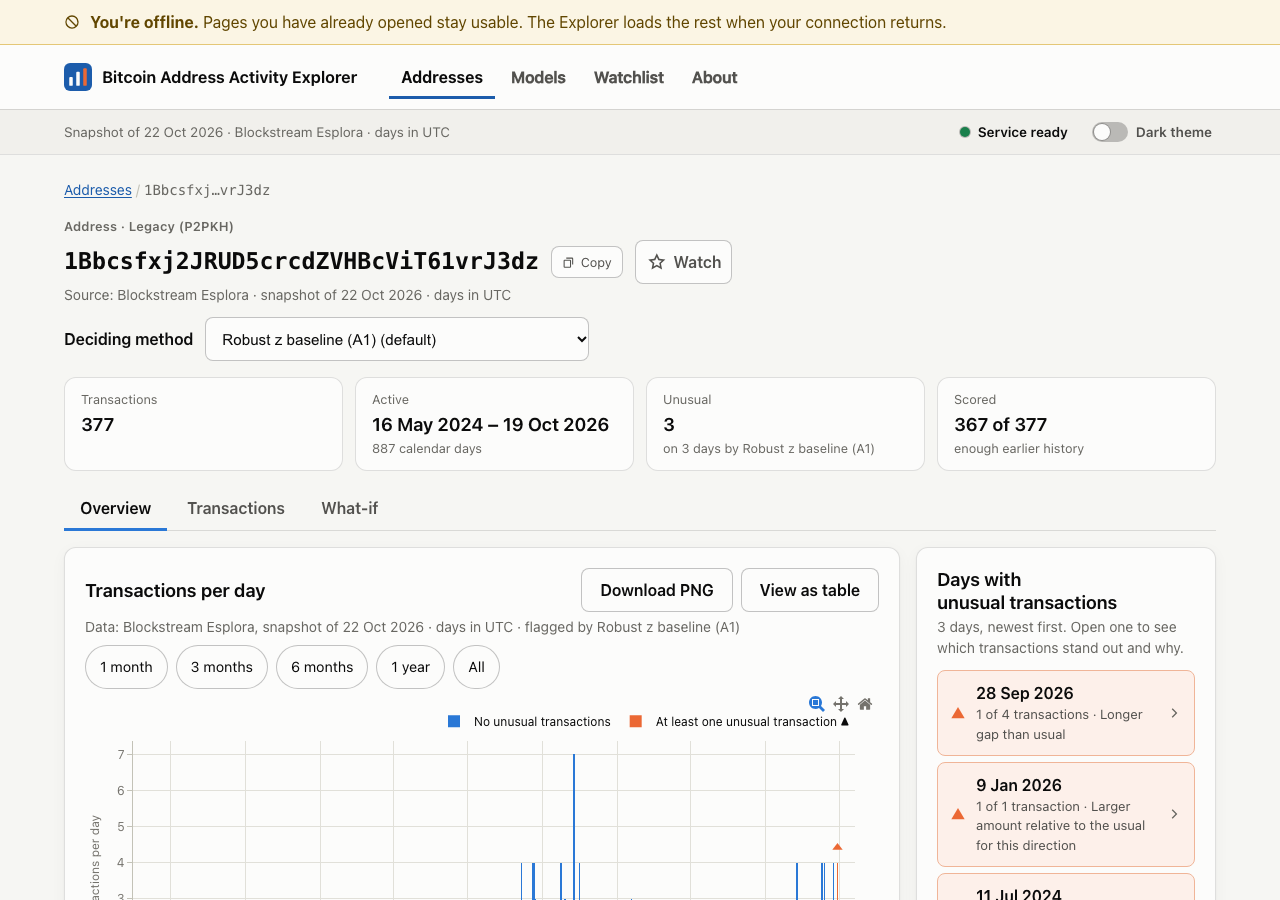 You're offline. Pages you have already opened stay usable. The Explorer loads the rest when your connection returns.
Bitcoin Address Activity Explorer
Addresses
Models
Watchlist
About
Snapshot of 22 Oct 2026 · Blockstream Esplora · days in UTC
Service ready
Dark theme
Addresses / 1Bbcsfxj…vrJ3dz
Address · Legacy (P2PKH)
1Bbcsfxj2JRUD5crcdZVHBcViT61vrJ3dz
Copy
Watch
Source: Blockstream Esplora · snapshot of 22 Oct 2026 · days in UTC
Deciding method
Robust z baseline (A1) (default)
Transactions
377
Active
16 May 2024 – 19 Oct 2026
887 calendar days
Unusual
3
on 3 days by Robust z baseline (A1)
Scored
367 of 377
enough earlier history
Overview
Transactions
What-if
Transactions per day
Download PNG
View as table
Data: Blockstream Esplora, snapshot of 22 Oct 2026 · days in UTC · flagged by Robust z baseline (A1)
1 month
3 months
6 months
1 year
All
No unusual transactions
At least one unusual transaction ▲
7
6
5
4
3
actions per day
Days with
unusual transactions
3 days, newest first. Open one to see
which transactions stand out and why.
28 Sep 2026
1 of 4 transactions · Longer
gap than usual
9 Jan 2026
1 of 1 transaction · Larger
amount relative to the usual
for this direction
11 Jul 2024